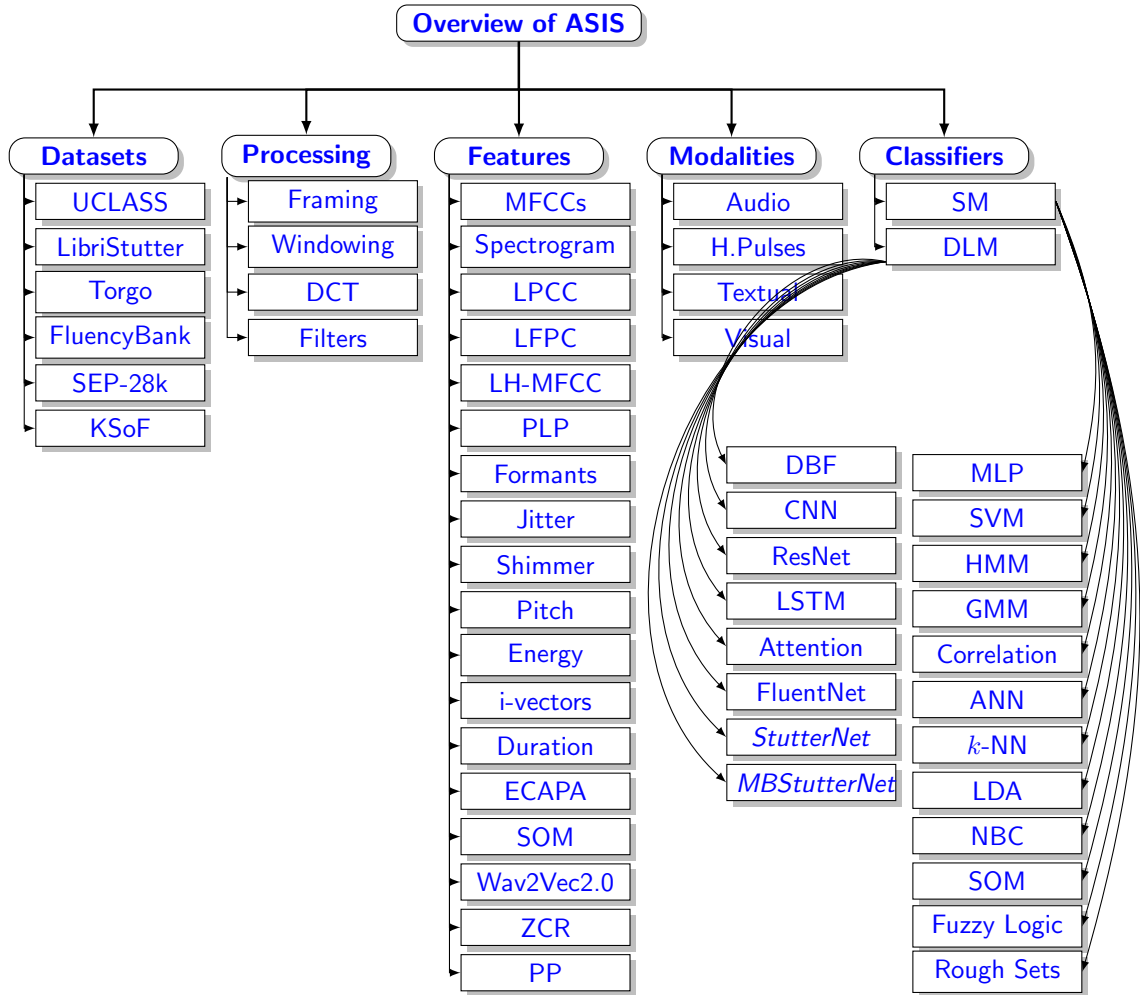 Overview of ASIS
Datasets
UCLASS
LibriStutter
Torgo
FluencyBank
SEP-28k
KSoF
Processing
Framing
Windowing
DCT
Filters
Features
MFCCs
Spectrogram
LPCC
LFPC
LH-MFCC
PLP
Formants
Jitter
Shimmer
Pitch
Energy
i-vectors
Duration
ECAPA
SOM
Wav2Vec2.0
ZCR
PP
Modalities
Audio
H.Pulses
Textual
Visual
Classifiers
SM
DLM
DBF
CNN
ResNet
LSTM
Attention
FluentNet
StutterNet
MBStutterNet
MLP
SVM
HMM
GMM
Correlation
ANN
k-NN
LDA
NBC
SOM
Fuzzy Logic
Rough Sets